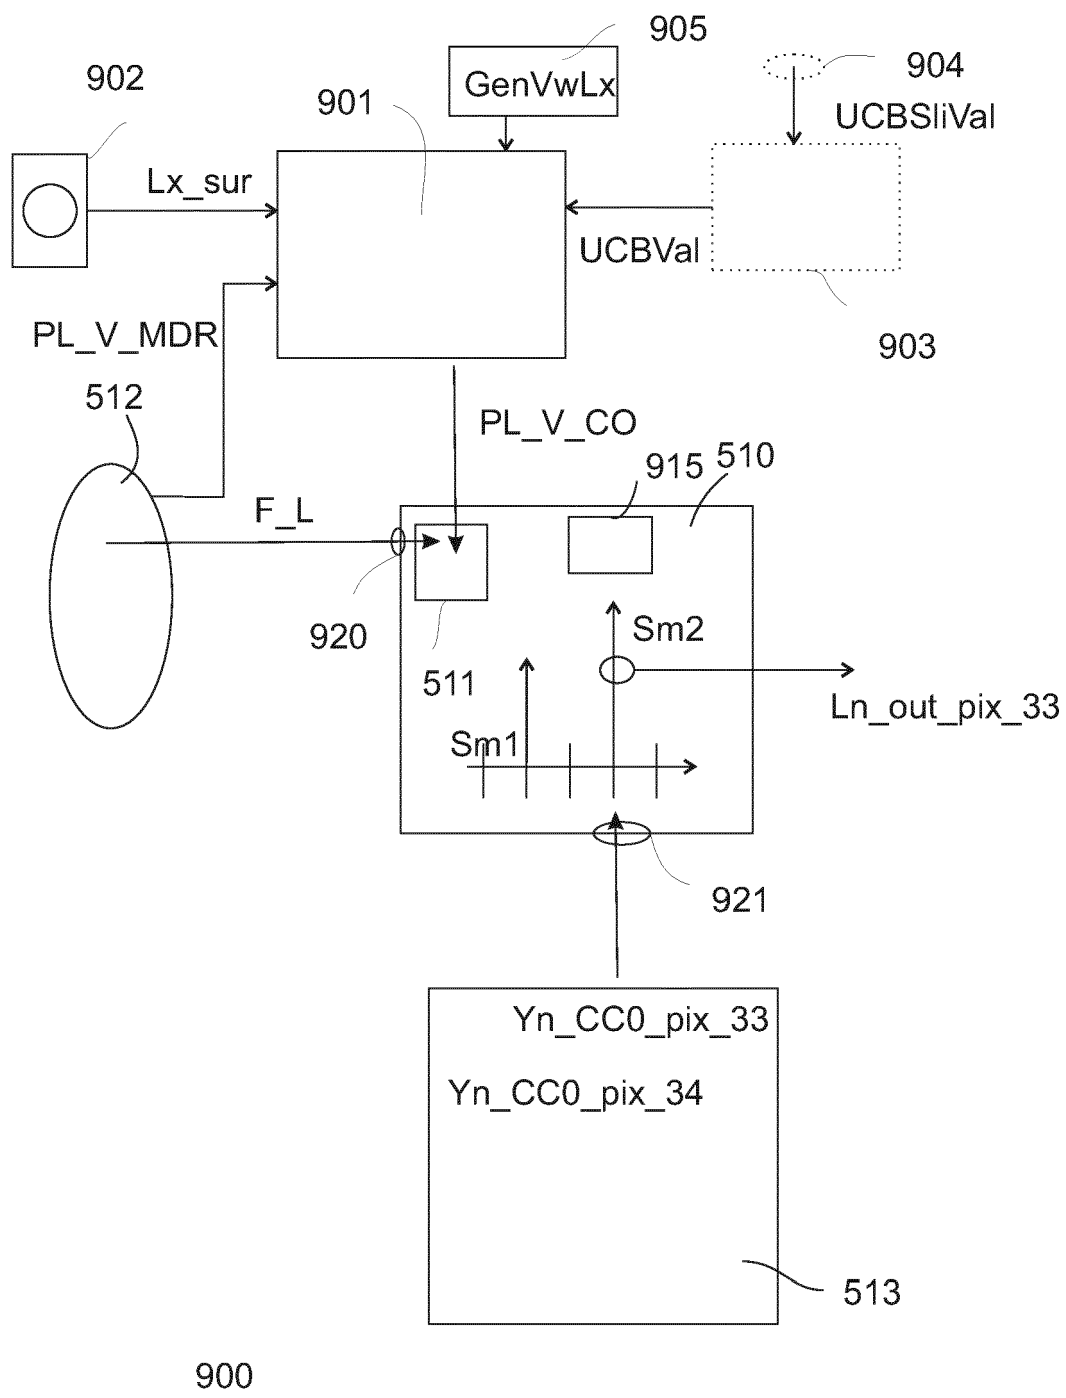 905
902
904
GenVwLx
901
UCBSliVal
Lx_sur
UCBVal
PL_V_MDR
903
512
PL_V_CO
510
915
F_L
Sm2
920
511
Ln_out_pix_33
Sm1
921
Yn_CC0_pix_33
Yn_CC0_pix_34
513
900